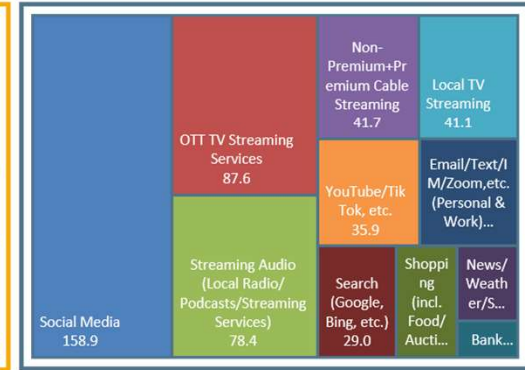 Social Media
158.9
OTT TV Streaming
Services
87.6
Streaming Audio
(Local Radio/
Podcasts/Streaming
Services)
78.4
Non-
Premium+Pr
emium Cable
Streaming
41.7
Local TV
Streaming
41.1
YouTube/Tik
Tok, etc.
35.9
Email/Text/I
M/Zoom,etc.
(Personal &
Work)...
Search
(Google,
Bing, etc.)
29.0
Shoppi
ng
(incl.
Food/
Aucti...
News/
Weath
er/S...
Bank...